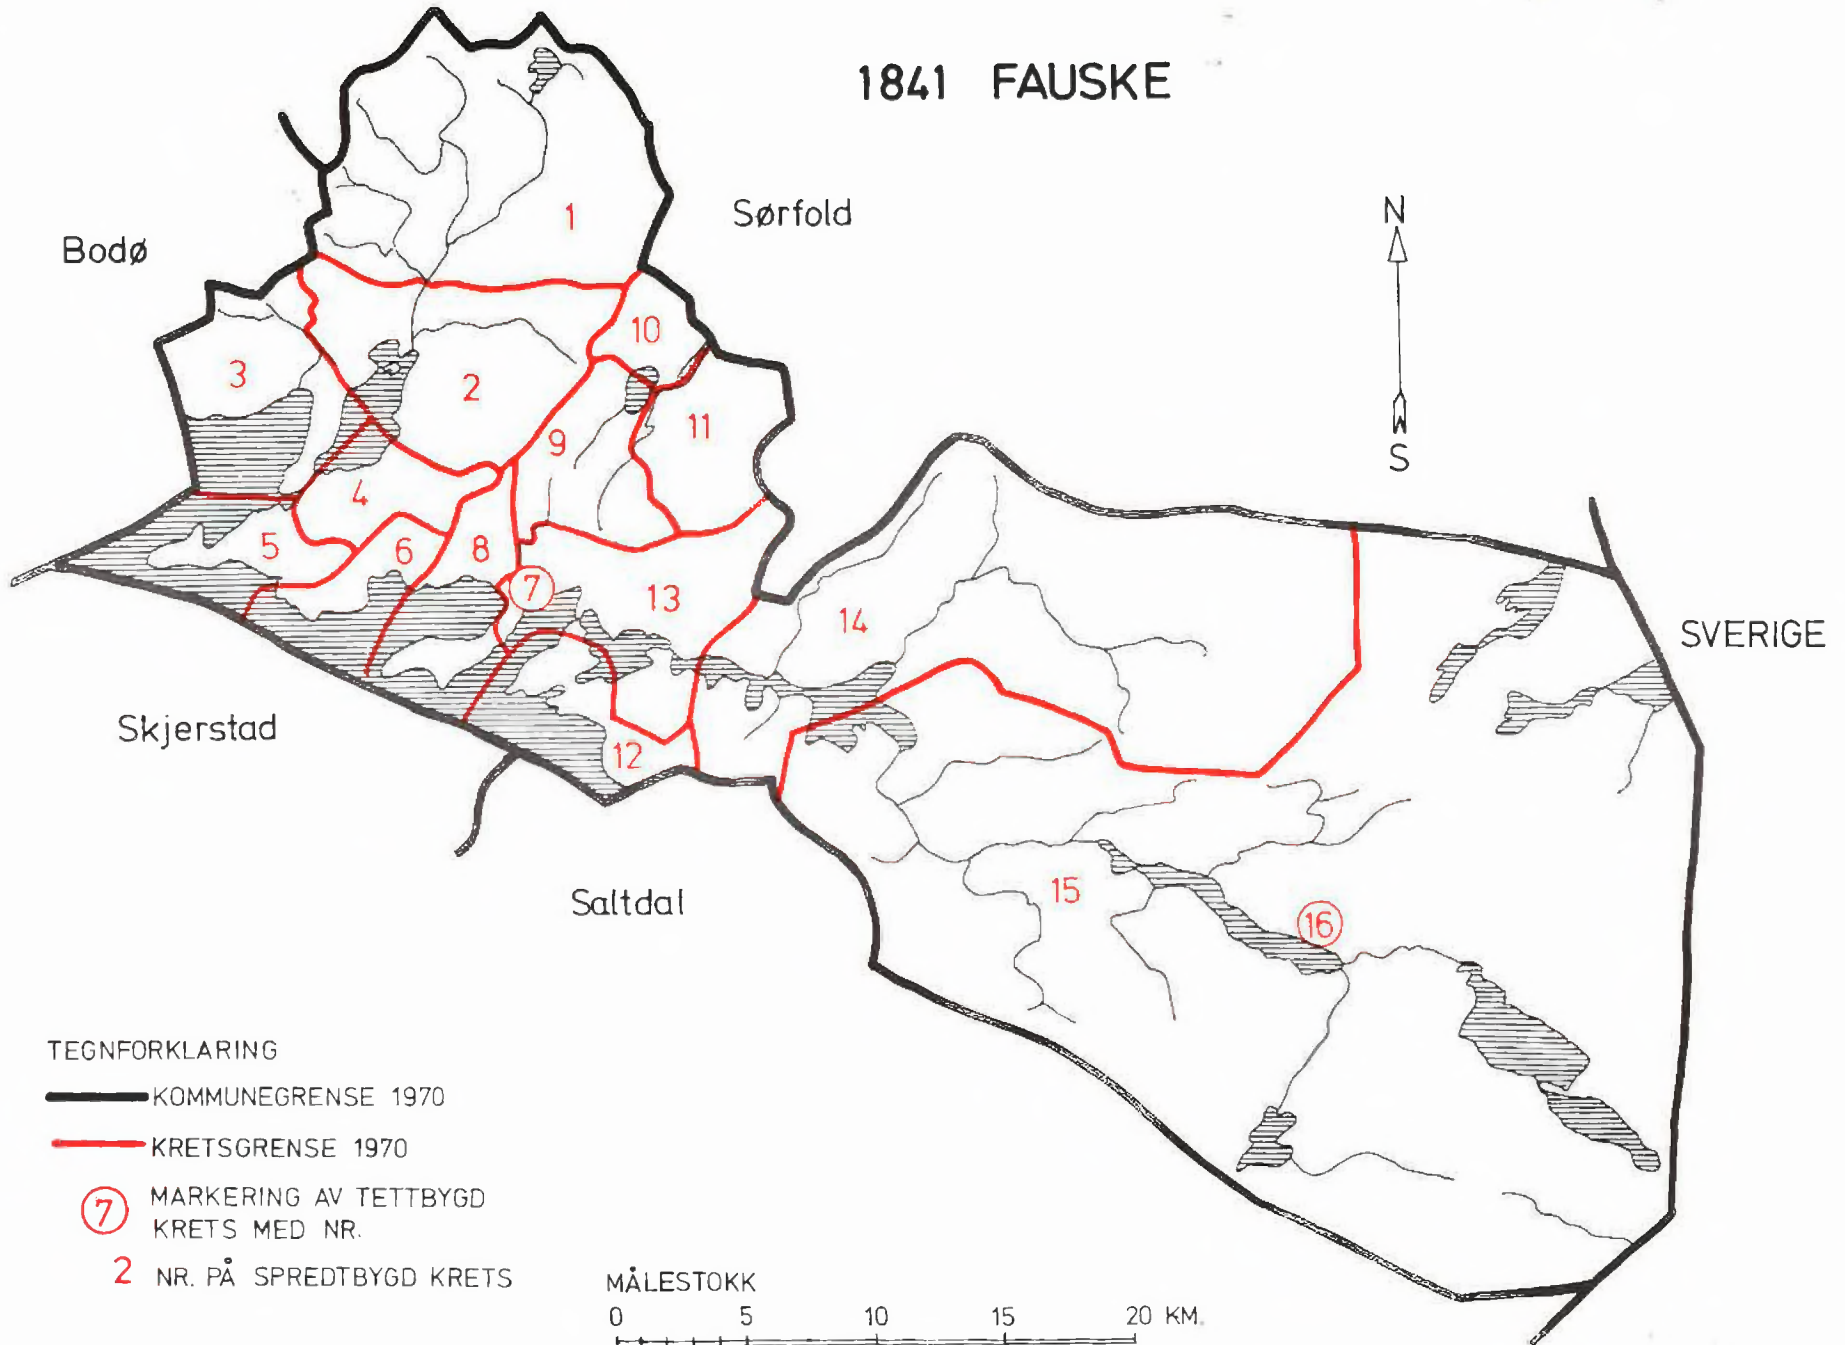 1841 FAUSKE
N
Sørfold
1
Bodø
10
3
2
11
9
S
4
5
6
8
7
13
14
SVERIGE
Skjerstad
12
15
Saltdal
16
TEGNFORKLARING
KOMMUNEGRENSE 1970
KRETSGRENSE 1970
7 MARKERING AV TETTBYGD
KRETS MED NR.
2 NR. PÅ SPREDTBYGD KRETS
MÅLESTOKK
0 5 10 15 20 KM.